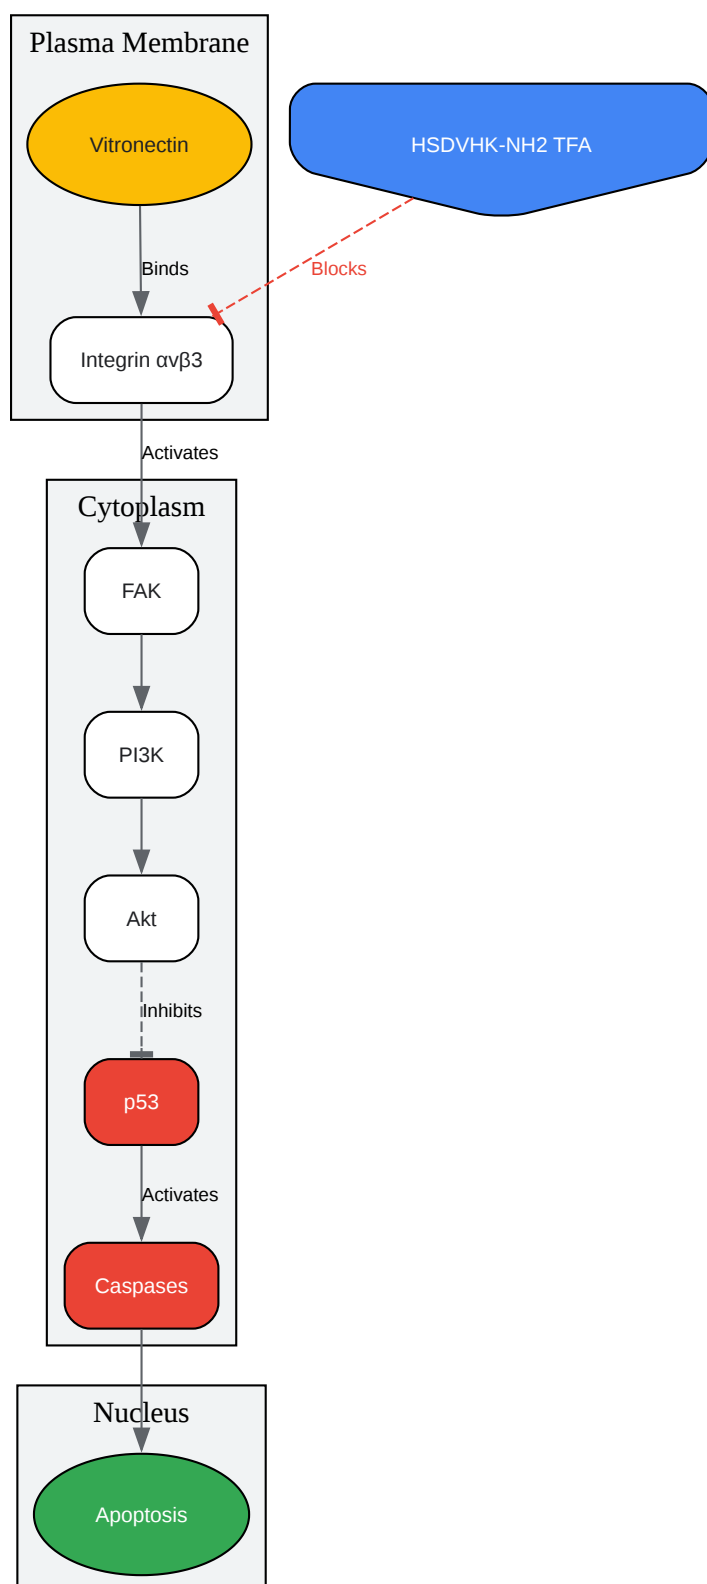 Plasma Membrane
Vitronectin
HSDVHK-NH2 TFA
Binds
Blocks
Integrin αvβ3
Activates
Cytoplasm
FAK
PI3K
Akt
Inhibits
p53
Activates
Caspases
Nucleus
Apoptosis